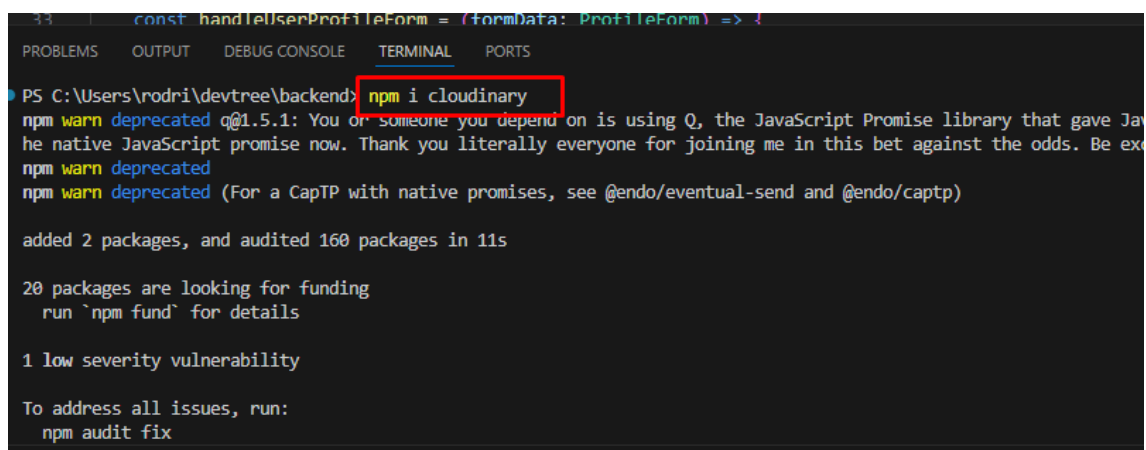 33 const handleUserProfileForm = (formData: ProfileForm) => {
PROBLEMS OUTPUT DEBUG CONSOLE TERMINAL PORTS
PS C:\Users\rodri\devtree\backend> npm i cloudinary
npm warn deprecated q@1.5.1: You or someone you depend on is using Q, the JavaScript Promise library that gave Jav
he native JavaScript promise now. Thank you literally everyone for joining me in this bet against the odds. Be exc
npm warn deprecated
npm warn deprecated (For a CapTP with native promises, see @endo/eventual-send and @endo/captp)
added 2 packages, and audited 160 packages in 11s
20 packages are looking for funding
run `npm fund` for details
1 low severity vulnerability
To address all issues, run:
npm audit fix